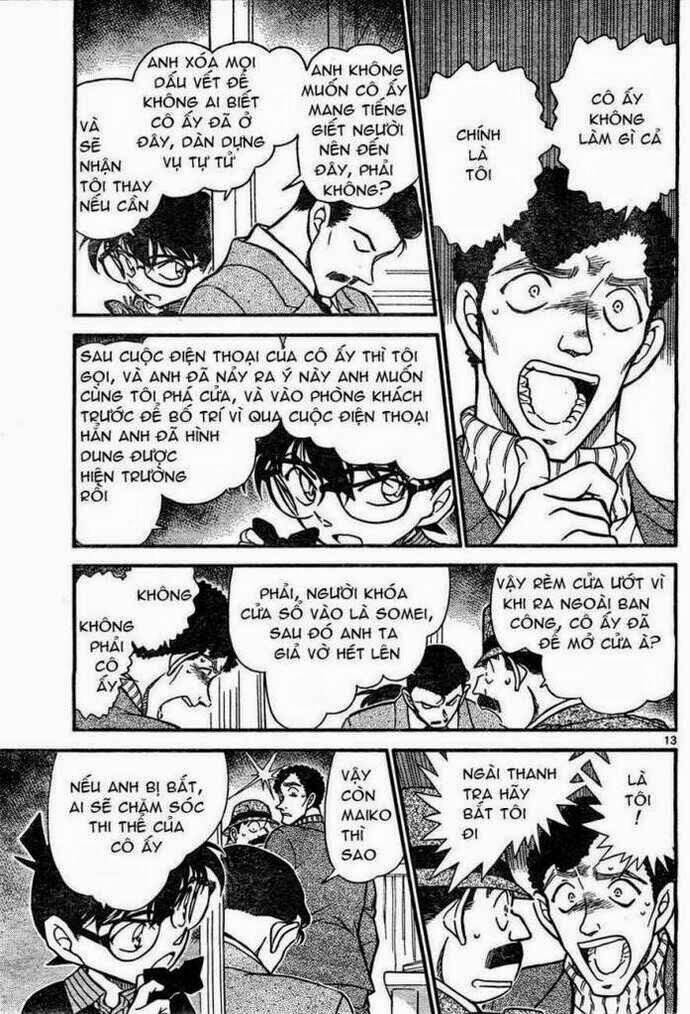 CÔ ẤY
KHÔNG
LÀM GÌ CẢ
CHÍNH
LÀ
TÔI
ANH KHÔNG
MUỐN CÔ ẤY
MANG TIẾNG
GIẾT NGƯỜI
NÊN ĐẾN
ĐÂY, PHẢI
KHÔNG?
ANH XÓA MỌI
DẤU VẾT ĐỂ
KHÔNG AI BIẾT
CÔ ẤY ĐÃ Ở
ĐÂY, DÀN DỰNG
VỤ TỰ TỬ
VÀ
SẼ
NHẬN
TỘI THAY
NẾU CẦN
SAU CUỘC ĐIỆN THOẠI CỦA CÔ ẤY THÌ TÔI
GỌI, VÀ ANH ĐÃ NẢY RA Ý NÀY ANH MUỐN
CÙNG TÔI PHÁ CỬA, VÀ VÀO PHÒNG KHÁCH
TRƯỚC ĐỂ BỐ TRÍ VÌ QUA CUỘC ĐIỆN THOẠI
HẲN ANH ĐÃ HÌNH
DUNG ĐƯỢC
HIỆN TRƯỜNG
RỒI
VẬY RÈM CỬA ƯỚT VÌ
KHI RA NGOÀI BAN
CÔNG, CÔ ẤY ĐÃ
ĐỂ MỞ CỬA À?
PHẢI, NGƯỜI KHÓA
CỬA SỔ VÀO LÀ SOMEI,
SAU ĐÓ ANH TA
GIẢ VỜ HÉT LÊN
KHÔNG
KHÔNG
PHẢI
CÔ
ẤY
13
LÀ
TÔI
!
NGÀI THANH
TRA HÃY
BẮT TÔI
ĐI
VẬY
CÒN
MAIKO
THÌ
SAO
NẾU ANH BỊ BẮT,
AI SẼ CHĂM SÓC
THI THỂ CỦA
CÔ ẤY